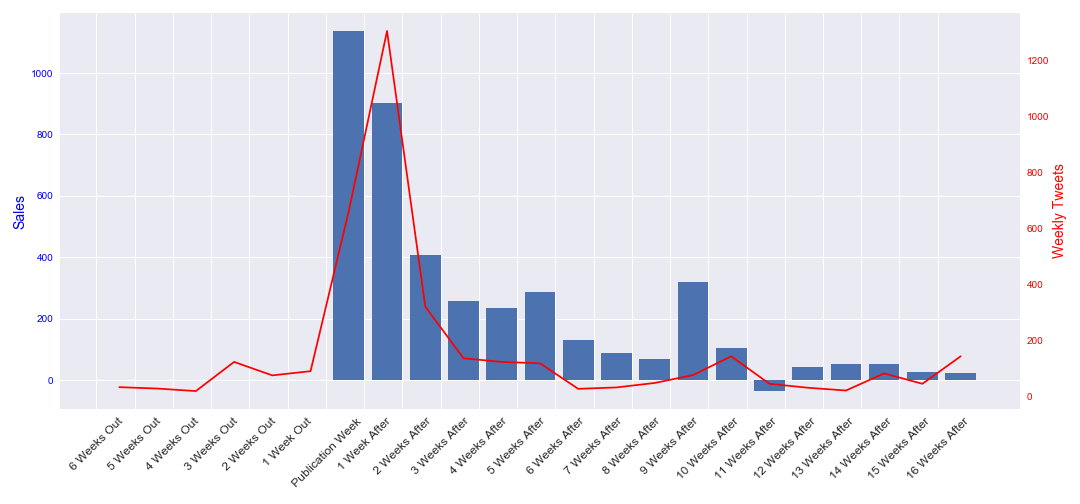 Sales
1000
800
600
400
200
0
Weekly Tweets
1200
1000
800
600
400
200
0
6 Weeks Out
5 Weeks Out
4 Weeks Out
3 Weeks Out
2 Weeks Out
1 Week Out
Publication Week
1 Week After
2 Weeks After
3 Weeks After
4 Weeks After
5 Weeks After
6 Weeks After
7 Weeks After
8 Weeks After
9 Weeks After
10 Weeks After
11 Weeks After
12 Weeks After
13 Weeks After
14 Weeks After
15 Weeks After
16 Weeks After